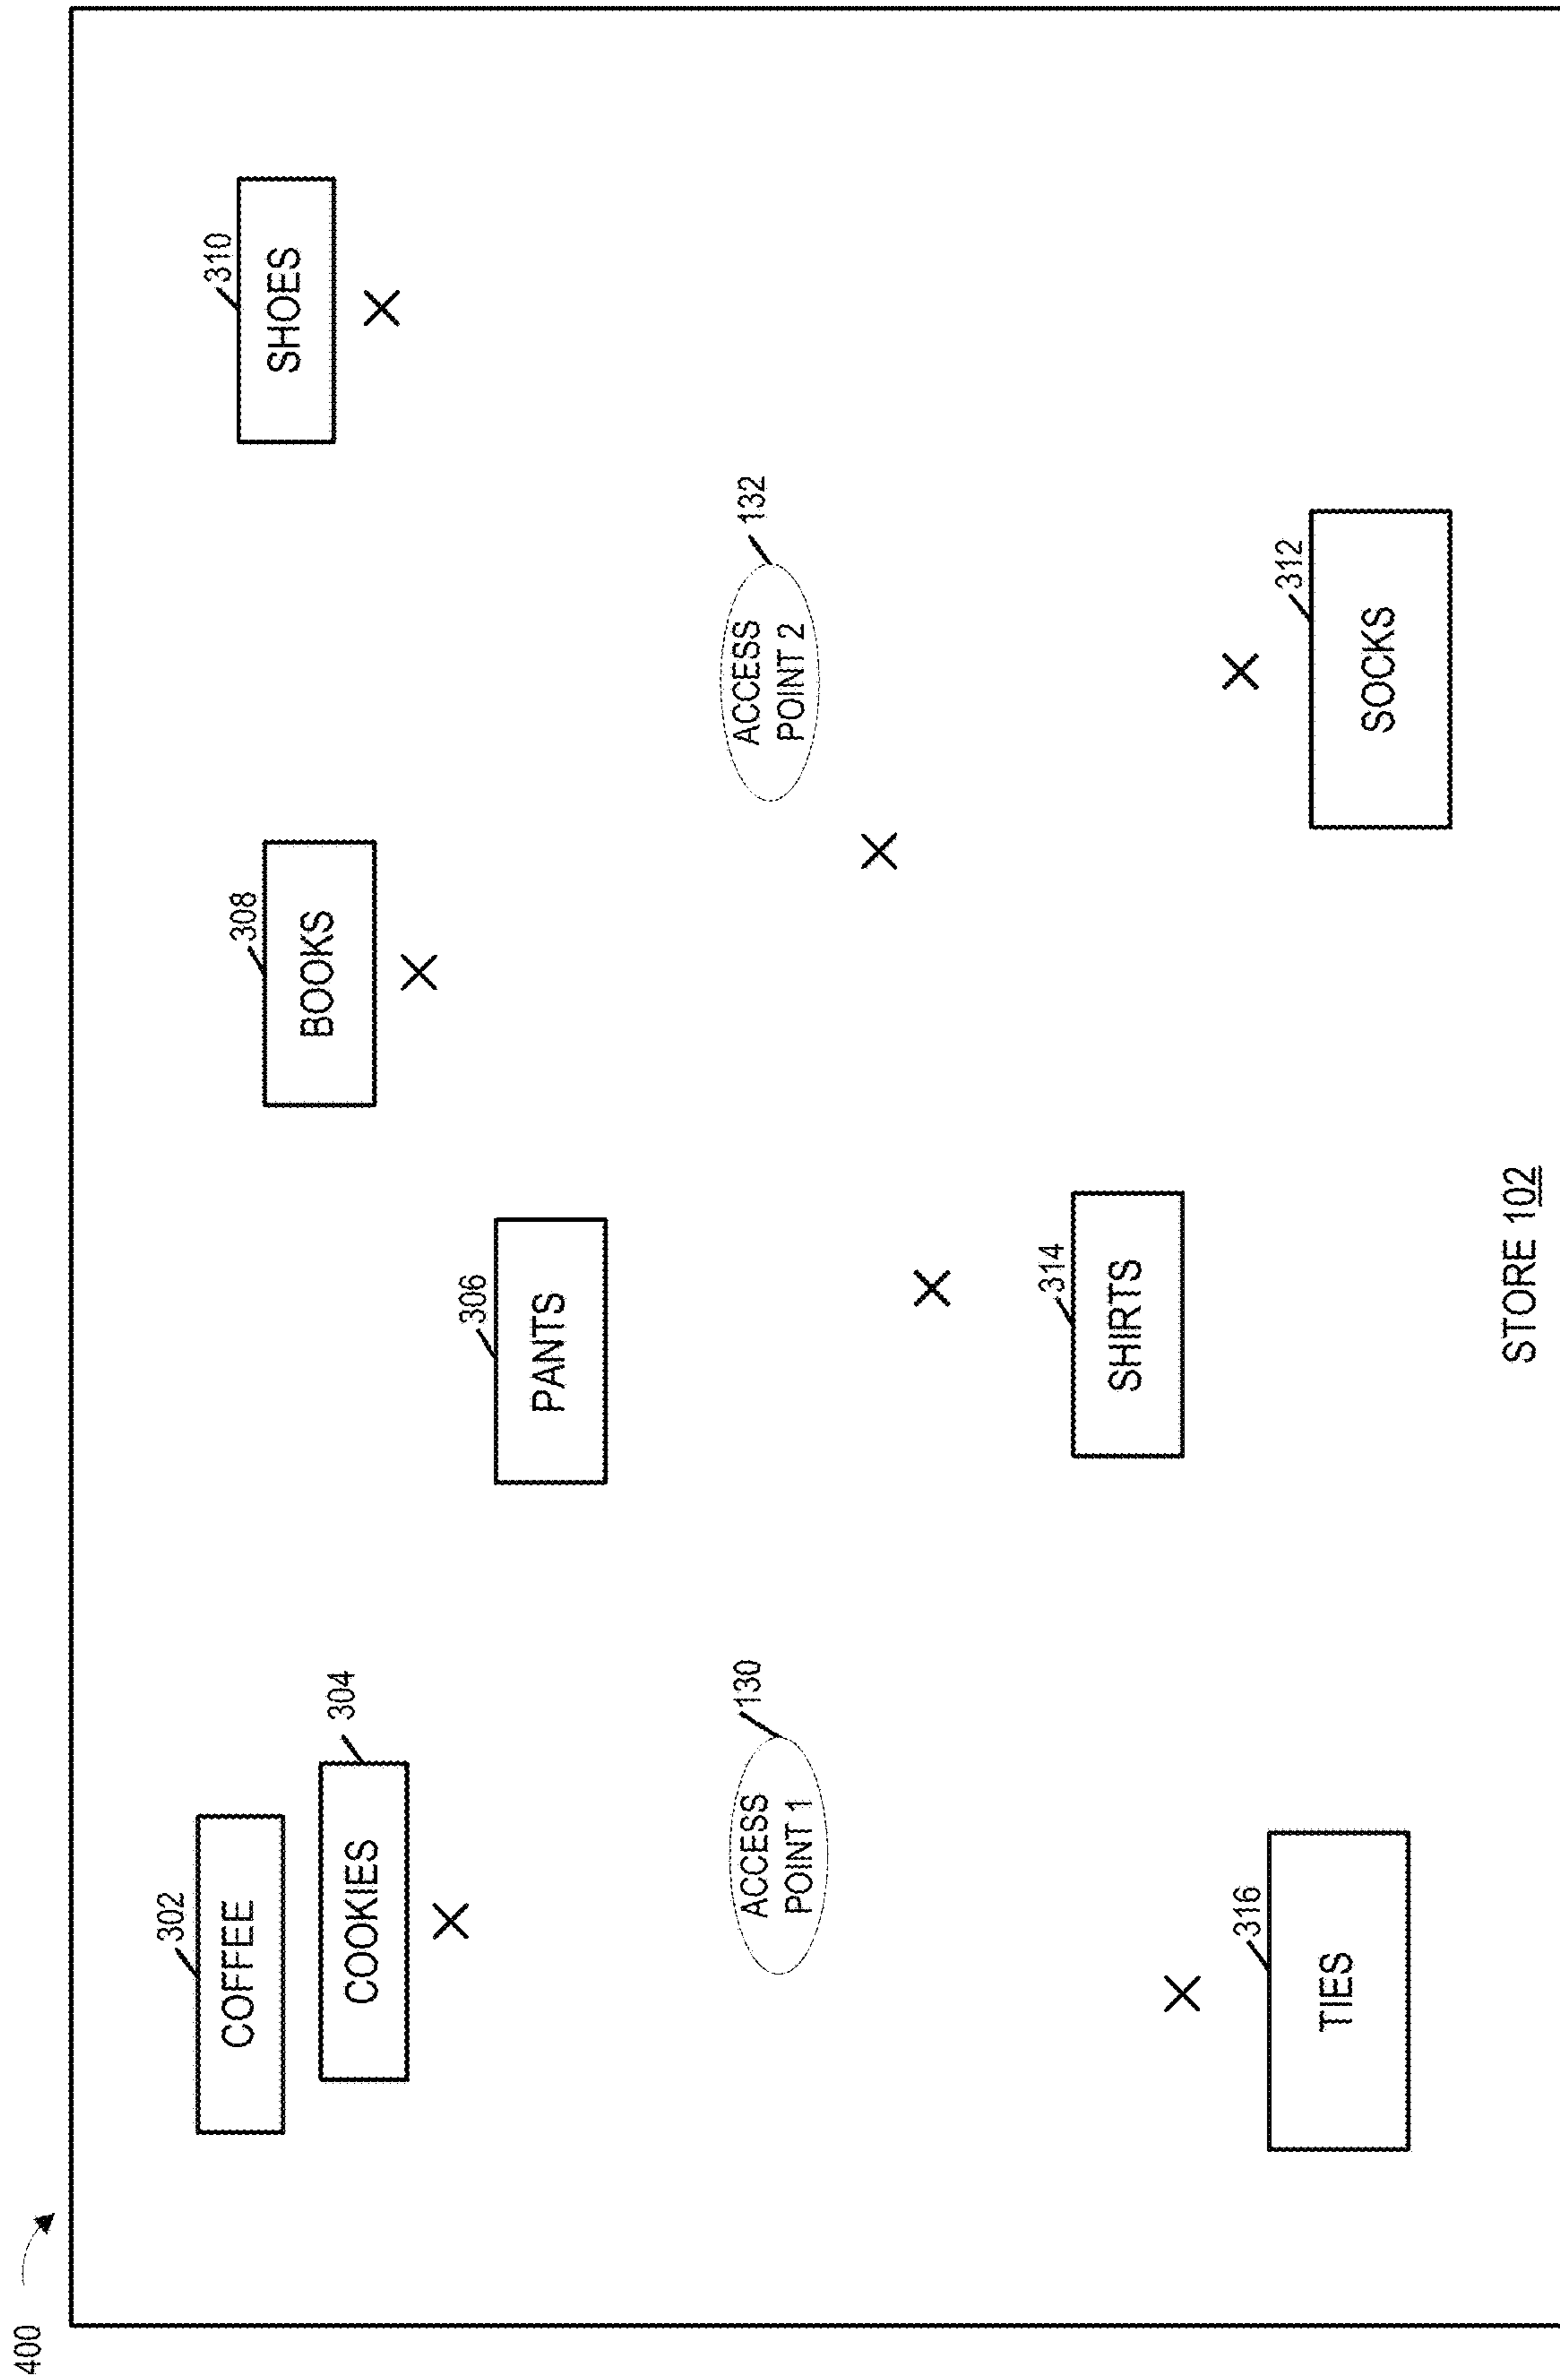 400
302
COFFEE
304
COOKIES
306
PANTS
308
BOOKS
310
SHOES
130
ACCESS
POINT 1
132
ACCESS
POINT 2
316
TIES
314
SHIRTS
312
SOCKS
STORE 102